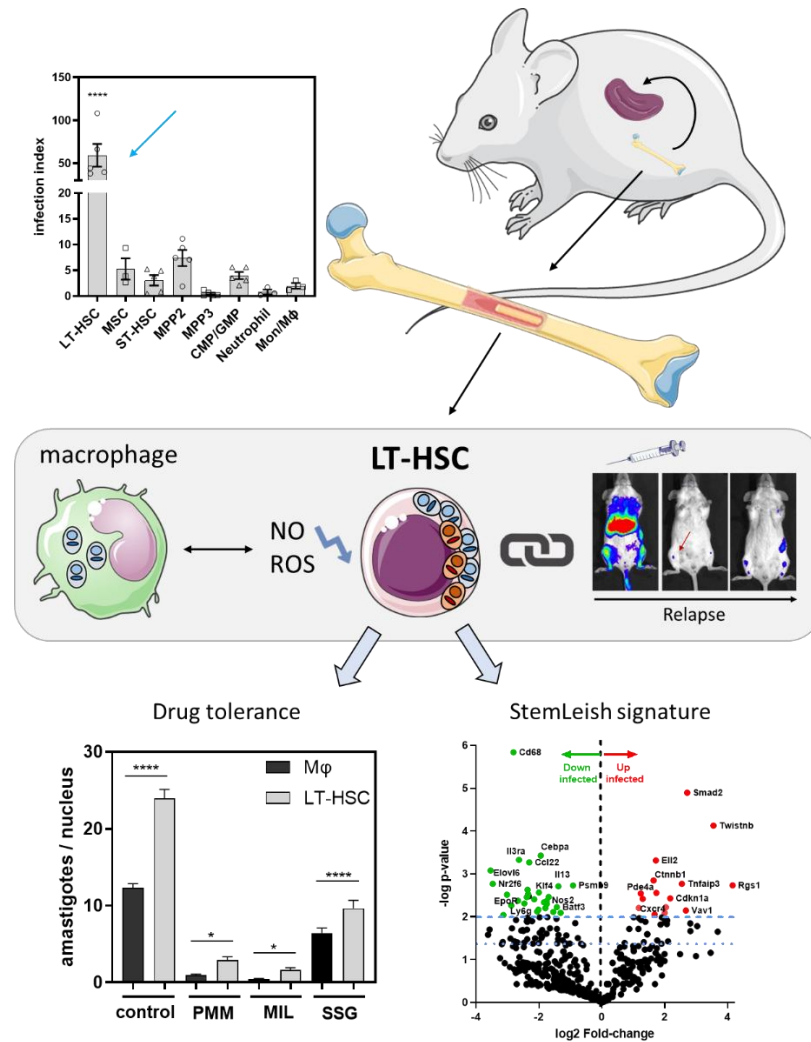 infection index
150
100
50
25
20
15
10
5
0
****
LT-HSC
MSC
ST-HSC
MPP2
MPP3
CMP/GMP
Neutrophil
Mon/Mφ
macrophage
LT-HSC
NO
ROS
Relapse
Drug tolerance
amastigotes / nucleus
30
20
10
0
****
*
*
****
Mφ
LT-HSC
control
PMM
MIL
SSG
StemLeish signature
-log p-value
6
5
4
3
2
1
0
Down
infected
Up
infected
Cd68
Smad2
Twistnb
Cebpa
Il3ra
Ccl22
Ell2
Elovl6
Il13
Ctnnb1
Nr2f6
Klf4
Psmb9
Pde4a
Tnfaip3
Rgs1
EpoR
Nos2
Cdkn1a
Ly6g
Batf3
Cxcr4
Vav1
-4
-2
0
2
4
log2 Fold-change